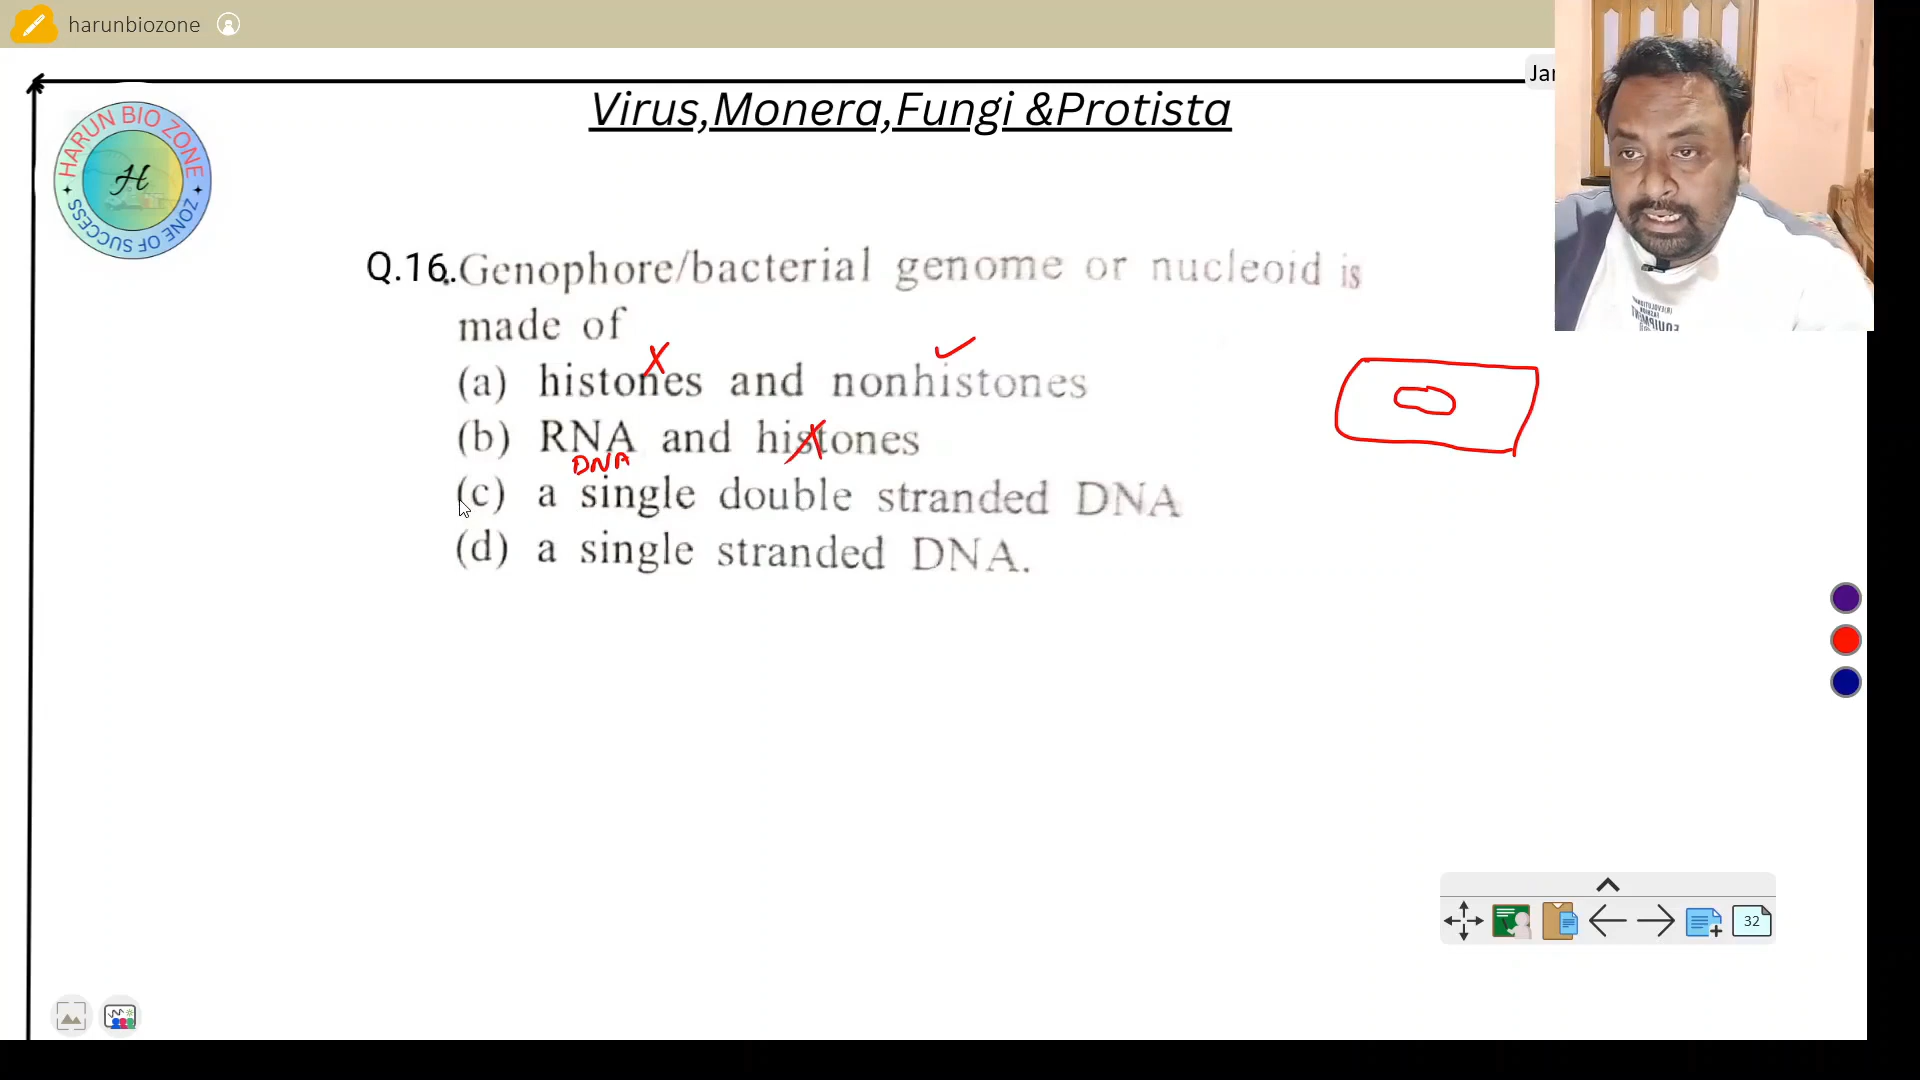 harunbiozone
Jan
Virus,Monera,Fungi &Protista
HARUN BIO ZONE
H
ZONE OF SUCCESS
Q.16.Genophore/bacterial genome or nucleoid is
made of
(a) histones and nonhistones
(b) RNA and histones
DNA
(c) a single double stranded DNA
(d) a single stranded DNA.
32